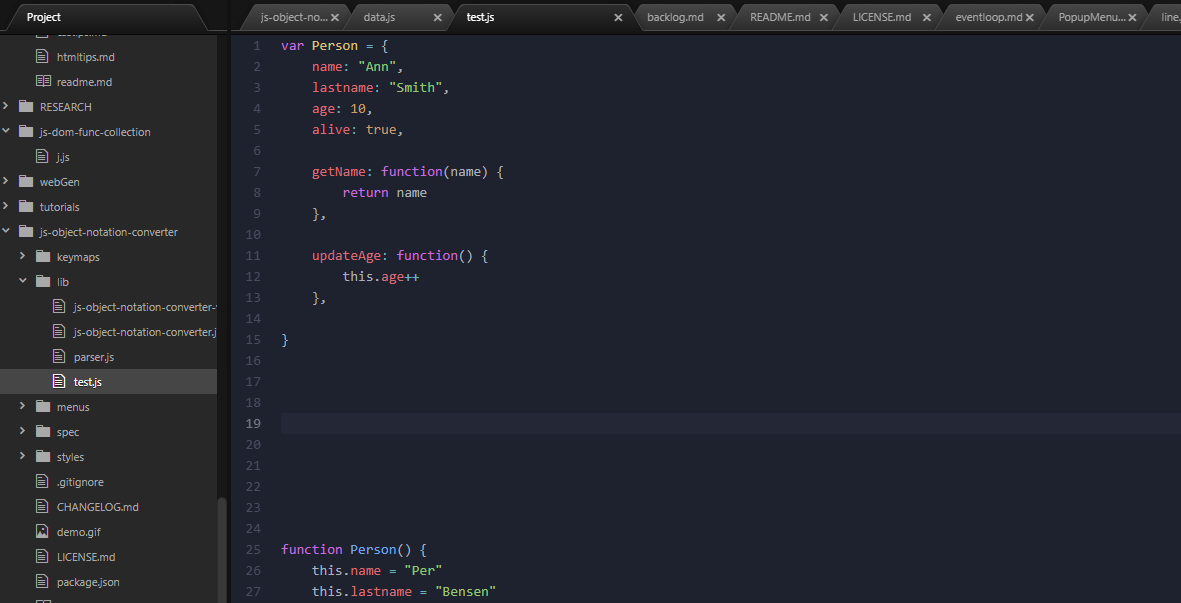 Project
htmltips.md
readme.md
RESEARCH
js-dom-func-collection
j.js
webGen
tutorials
js-object-notation-converter
keymaps
lib
js-object-notation-converter-
js-object-notation-converter.j
parser.js
test.js
menus
spec
styles
.gitignore
CHANGELOG.md
demo.gif
LICENSE.md
package.json
js-object-no... data.js test.js backlog.md README.md LICENSE.md eventloop.md PopupMenu... line.
1 var Person = {
2 name: "Ann",
3 lastname: "Smith",
4 age: 10,
5 alive: true,
6
7 getName: function(name) {
8 return name
9 },
10
11 updateAge: function() {
12 this.age++
13 },
14
15 }
16
17
18
19
20
21
22
23
24
25 function Person() {
26 this.name = "Per"
27 this.lastname = "Bensen"